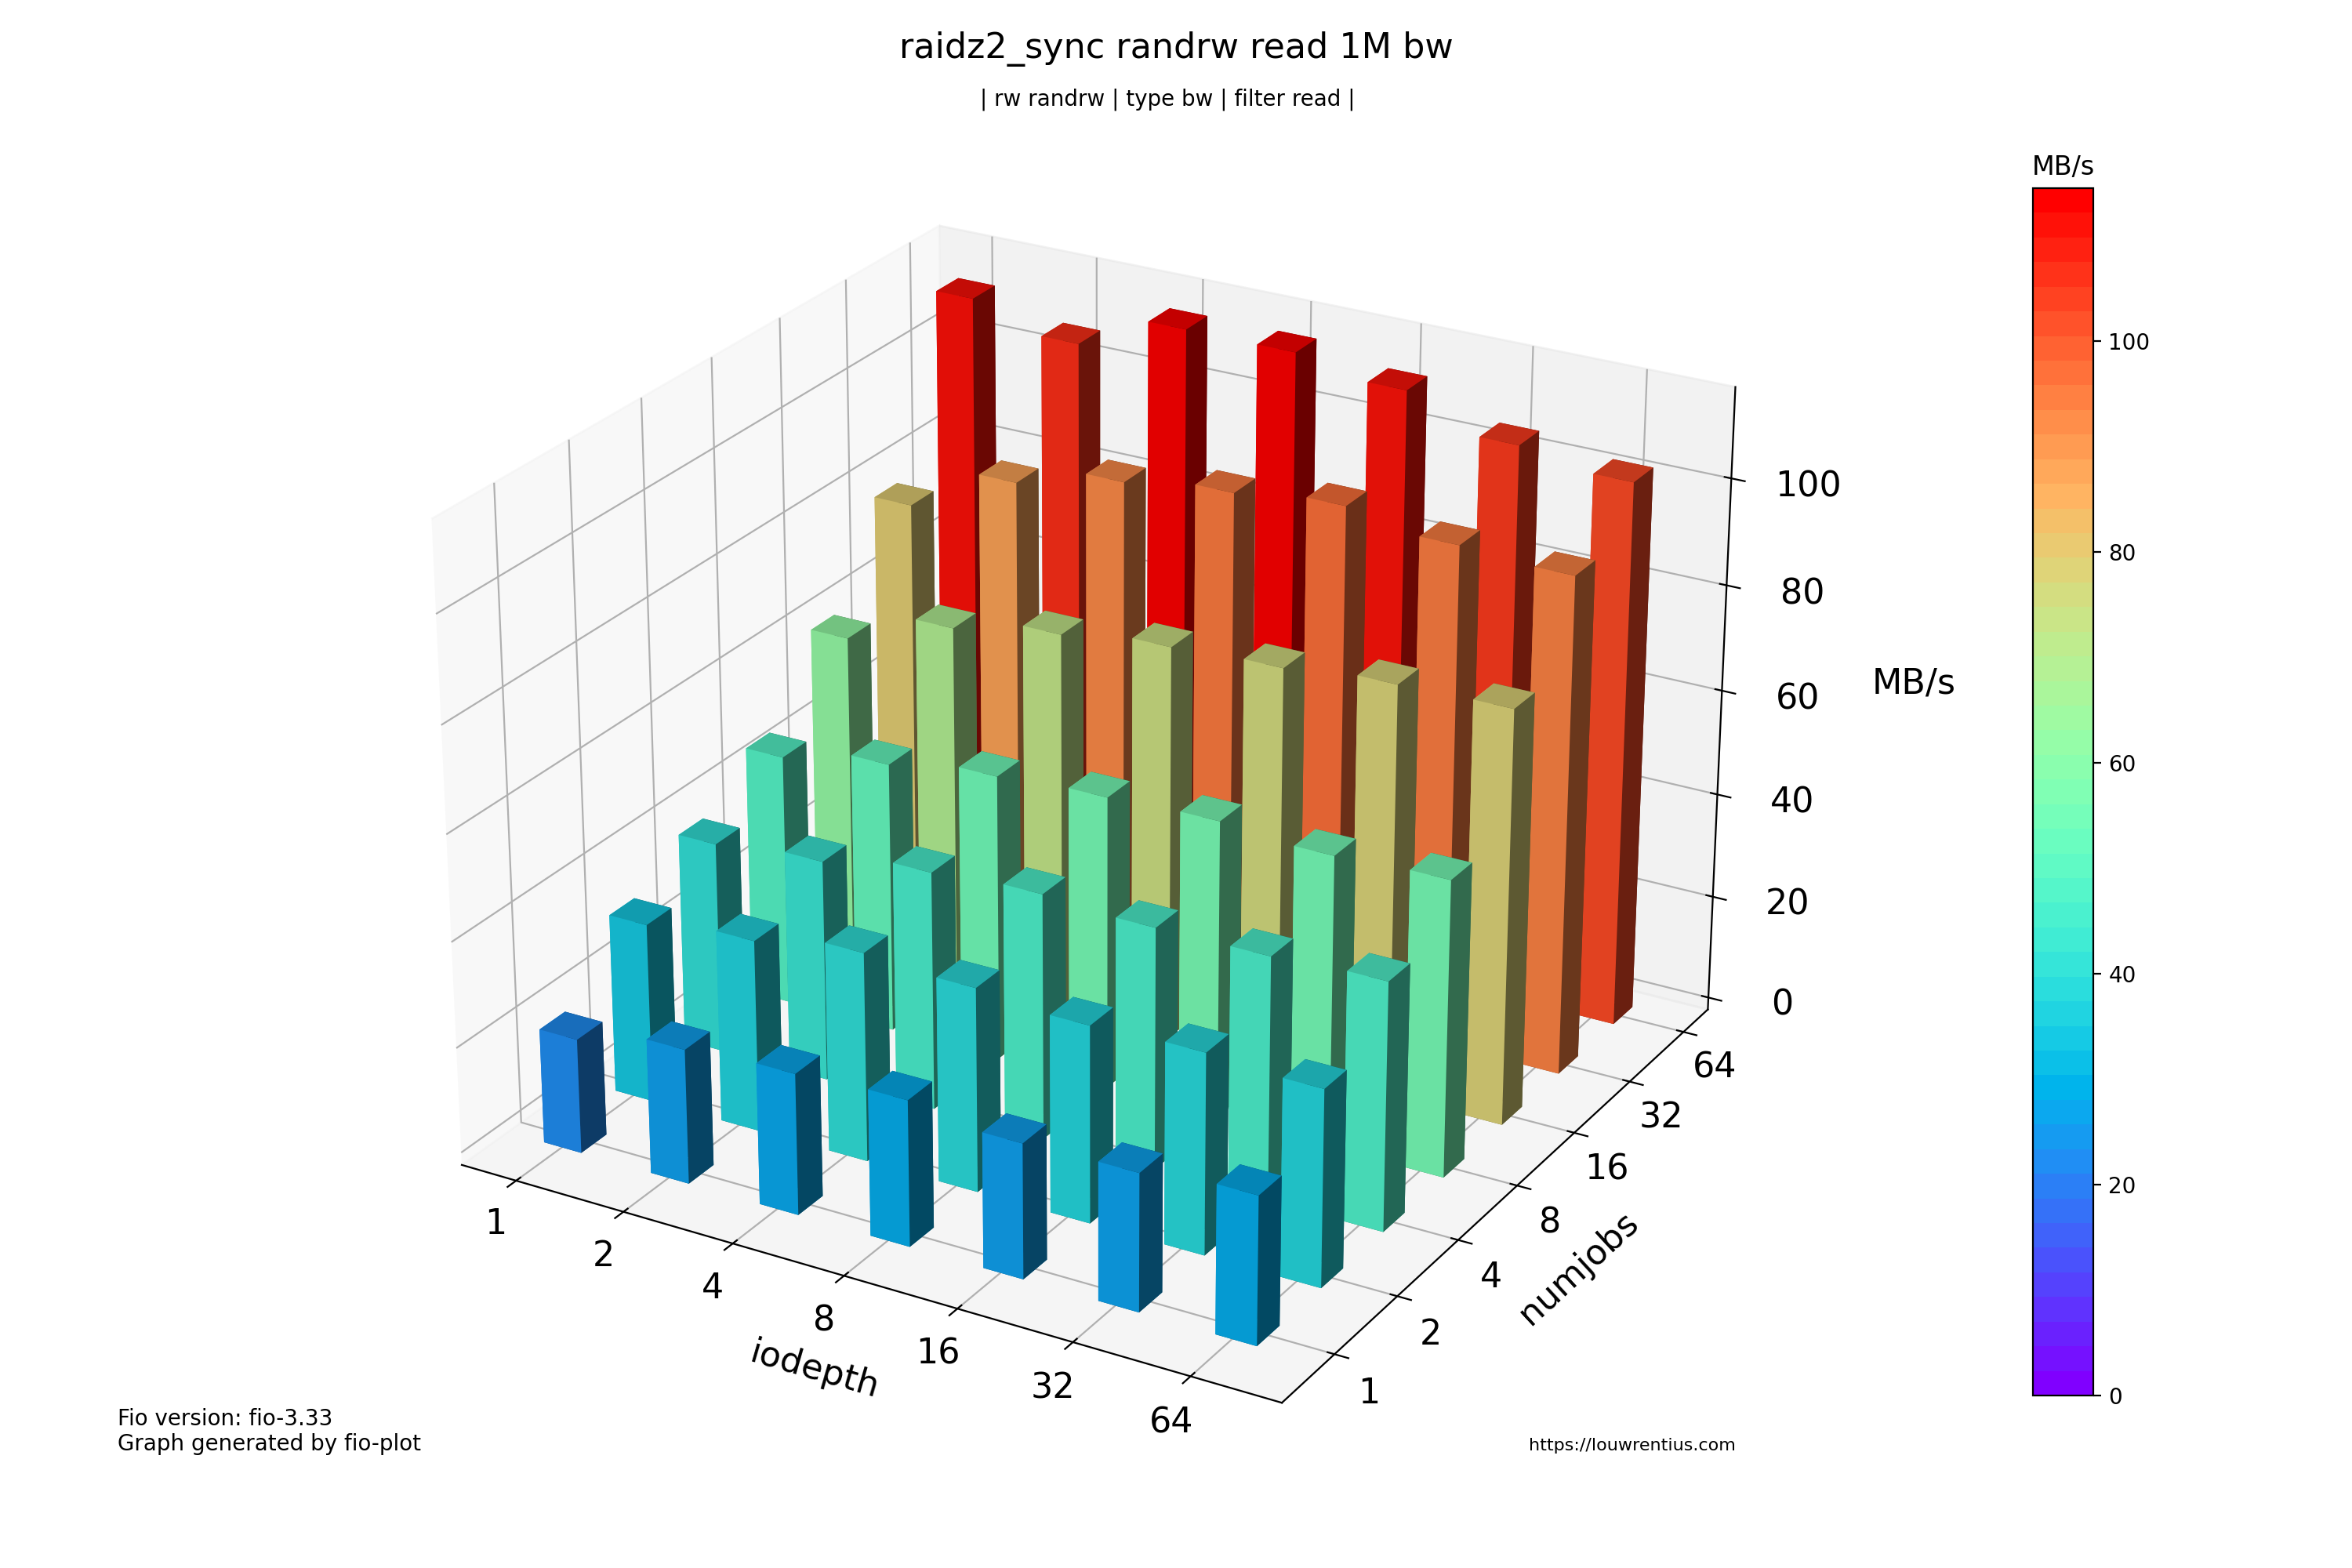 raidz2_sync randrw read 1M bw
| rw randrw | type bw | filter read |
MB/s
100
80
60
40
20
0
100
80
60
40
20
0
MB/s
64
32
16
8
4
2
1
numjobs
1
2
4
8
16
32
64
iodepth
Fio version: fio-3.33
Graph generated by fio-plot
https://louwrentius.com